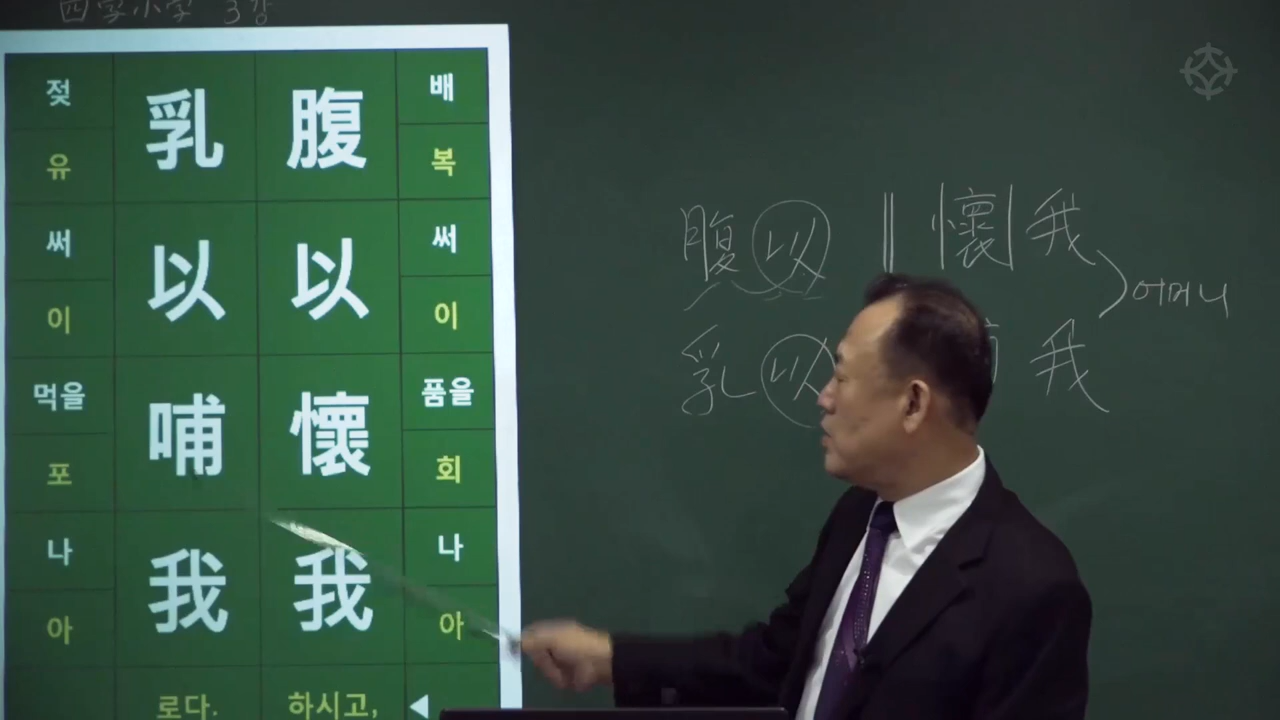 四字小学 3강
젖 乳 腹 배
유 복
써 以 以 써
이 이
먹을 哺 懷 품을
포 회
나 我 我 나
아 아
로다. 하시고,
腹以 懷我
乳以 我
어머니